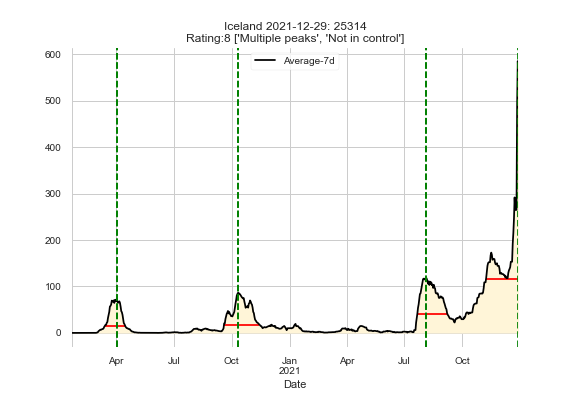 Iceland 2021-12-29: 25314
Rating:8 ['Multiple peaks', 'Not in control']
Average-7d
600
500
400
300
200
100
0
Apr Jul Oct Jan Apr Jul Oct
2021
Date